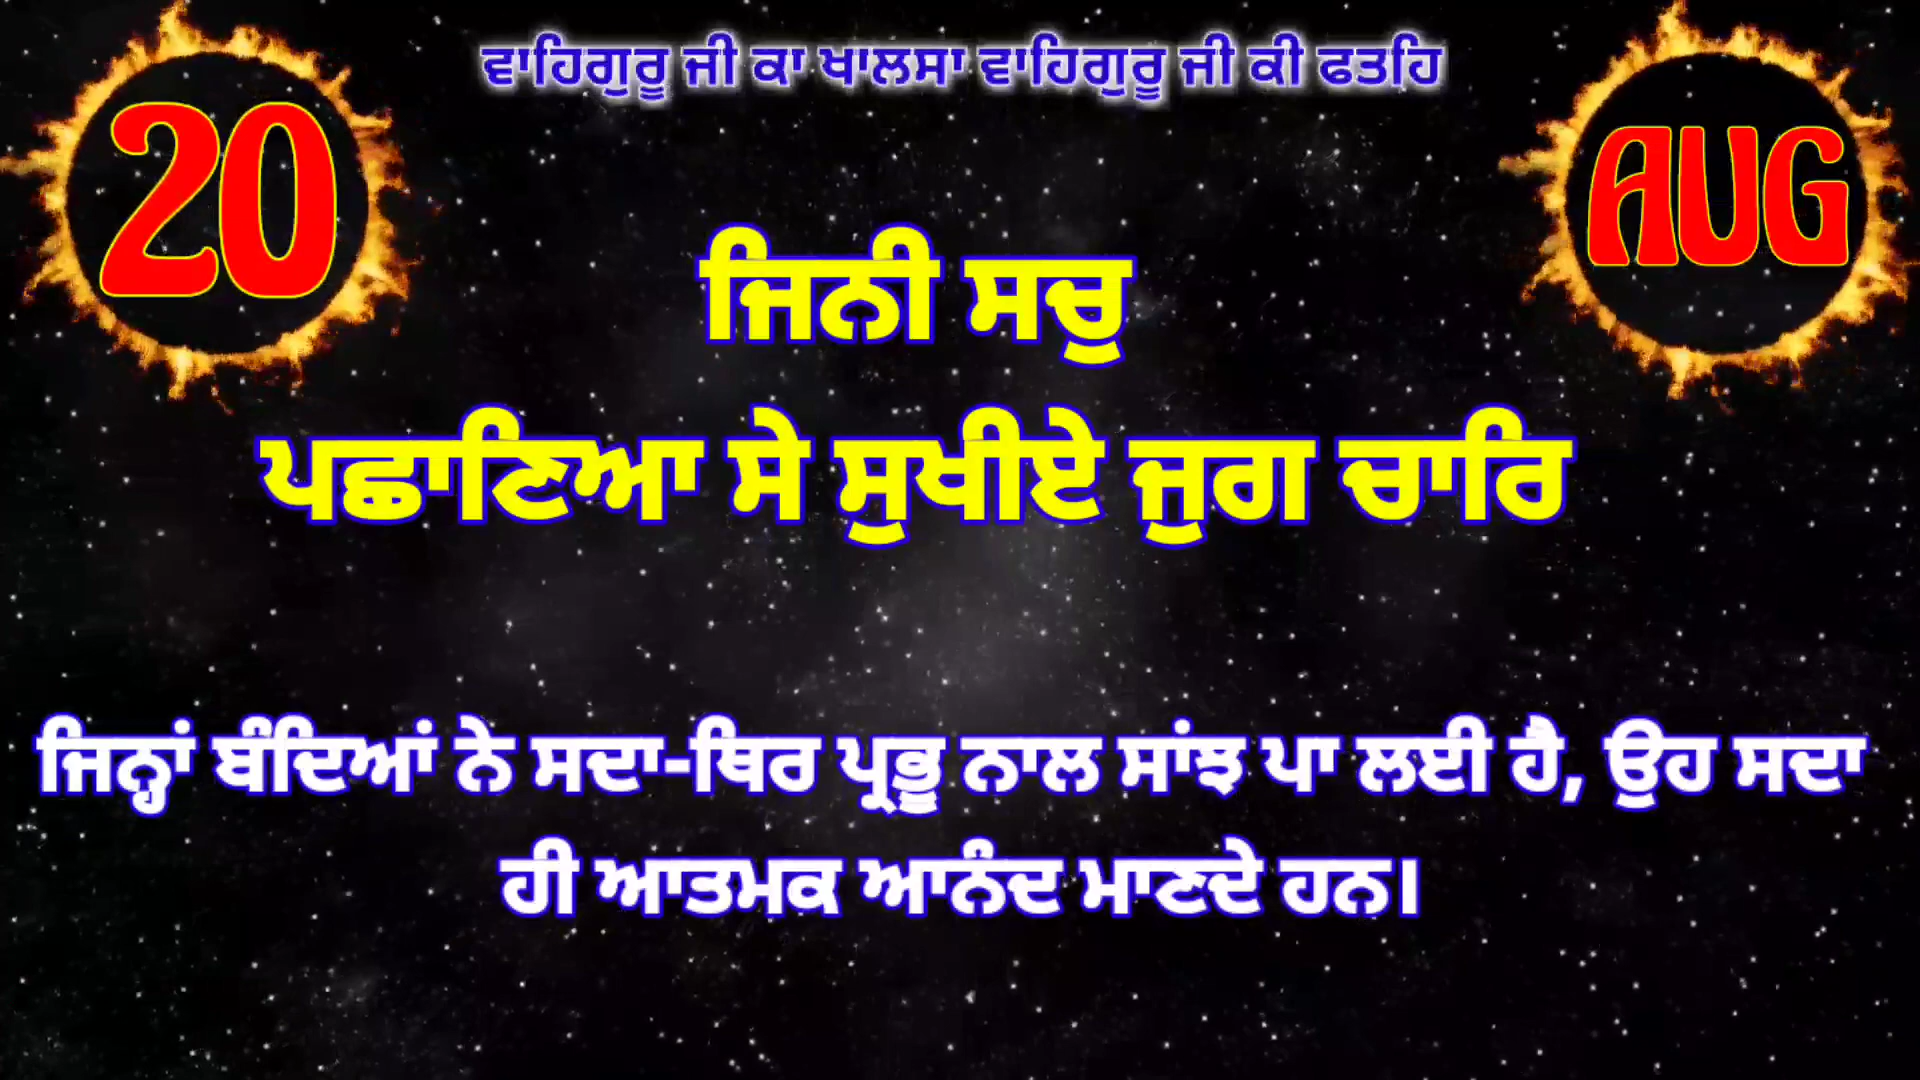 ਵਾਹਿਗੁਰੂ ਜੀ ਕਾ ਖਾਲਸਾ ਵਾਹਿਗੁਰੂ ਜੀ ਕੀ ਫਤਹਿ
20
AUG
ਜਿਨੀ ਸਚੁ
ਪਛਾਣਿਆ ਸੇ ਸੁਖੀਏ ਜੁਗ ਚਾਰਿ
ਜਿਨ੍ਹਾਂ ਬੰਦਿਆਂ ਨੇ ਸਦਾ-ਥਿਰ ਪ੍ਰਭੂ ਨਾਲ ਸਾਂਝ ਪਾ ਲਈ ਹੈ, ਉਹ ਸਦਾ
ਹੀ ਆਤਮਕ ਆਨੰਦ ਮਾਣਦੇ ਹਨ।